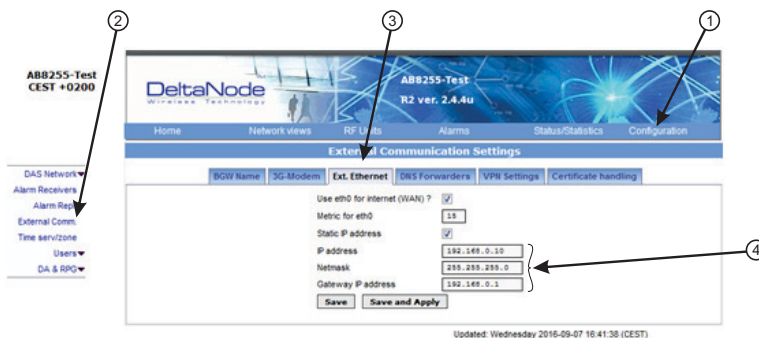 2
3
1
AB8255-Test
CEST +0200
DeltaNode
Wireless Technology
AB8255-Test
R2 ver. 2.4.4u
Home Network views RF Units Alarms Status/Statistics Configuration
External Communication Settings
DAS Network
Alarm Receivers
Alarm Rep
External Comm.
Time serv/zone
Users
DA & RPG
BGW Name 3G-Modem Ext. Ethernet DNS Forwarders VPN Settings Certificate handling
Use eth0 for internet (WAN) ?
Metric for eth0 15
Static IP address
IP address 192.168.0.10
Netmask 255.255.255.0
Gateway IP address 192.168.0.1
Save Save and Apply
4
Updated: Wednesday 2016-09-07 16:41:38 (CEST)